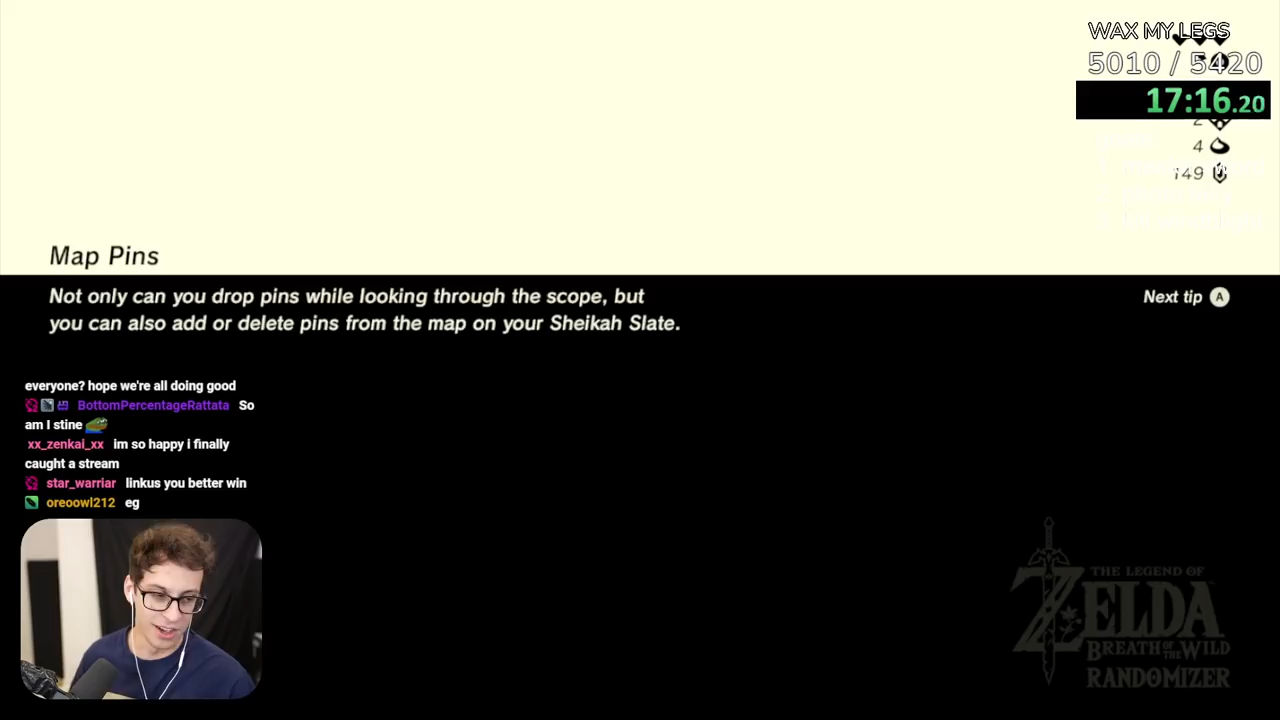 WAX MY LEGS
5010 / 5420
17:16.20
2
4
149
Map Pins
Not only can you drop pins while looking through the scope, but
you can also add or delete pins from the map on your Sheikah Slate.
Next tip A
everyone? hope we're all doing good
BottomPercentageRattata So
am I stine
xx_zenkai_xx im so happy i finally
caught a stream
star_warriar linkus you better win
oreoowl212 eg
THE LEGEND OF
ZELDA
BREATH OF THE WILD
RANDOMIZER